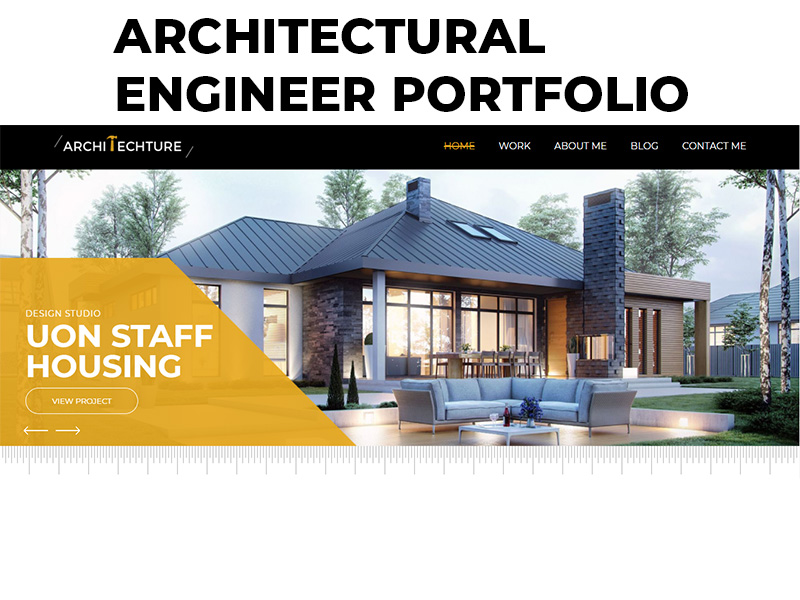 ARCHITECTURAL
ENGINEER PORTFOLIO
ARCHITECHTURE
HOME WORK ABOUT ME BLOG CONTACT ME
DESIGN STUDIO
UON STAFF
HOUSING
VIEW PROJECT